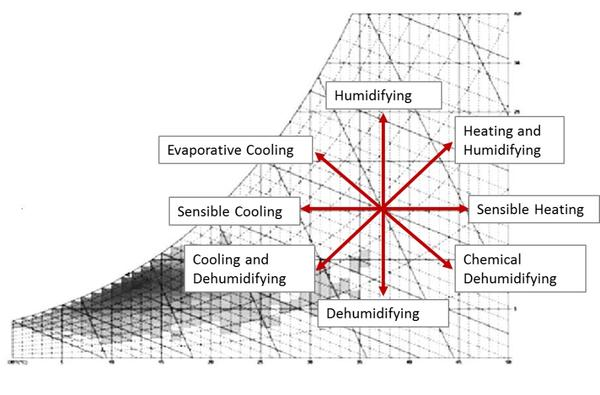 Humidifying
Heating and
Humidifying
Evaporative Cooling
Sensible Cooling
Sensible Heating
Cooling and
Dehumidifying
Chemical
Dehumidifying
Dehumidifying